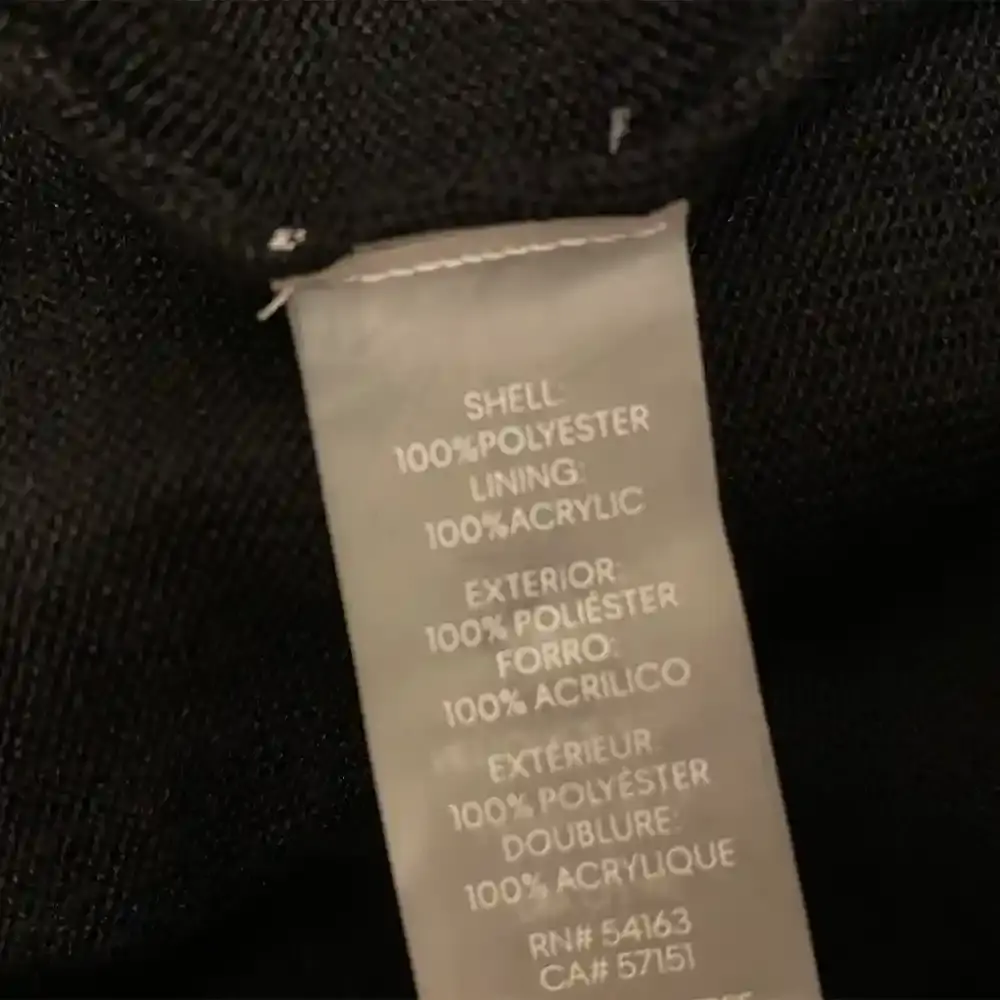 SHELL:
100%POLYESTER
LINING:
100%ACRYLIC
EXTERIOR:
100% POLIÉSTER
FORRO:
100% ACRILICO
EXTÉRIEUR:
100% POLYÉSTER
DOUBLURE:
100% ACRYLIQUE
RN# 54163
CA# 57151